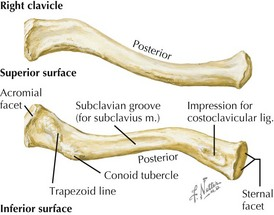 Right clavicle
Posterior
Superior surface
Acromial
facet
Subclavian groove
(for subclavius m.)
Impression for
costoclavicular lig.
Posterior
Conoid tubercle
Trapezoid line
Sternal
facet
Inferior surface